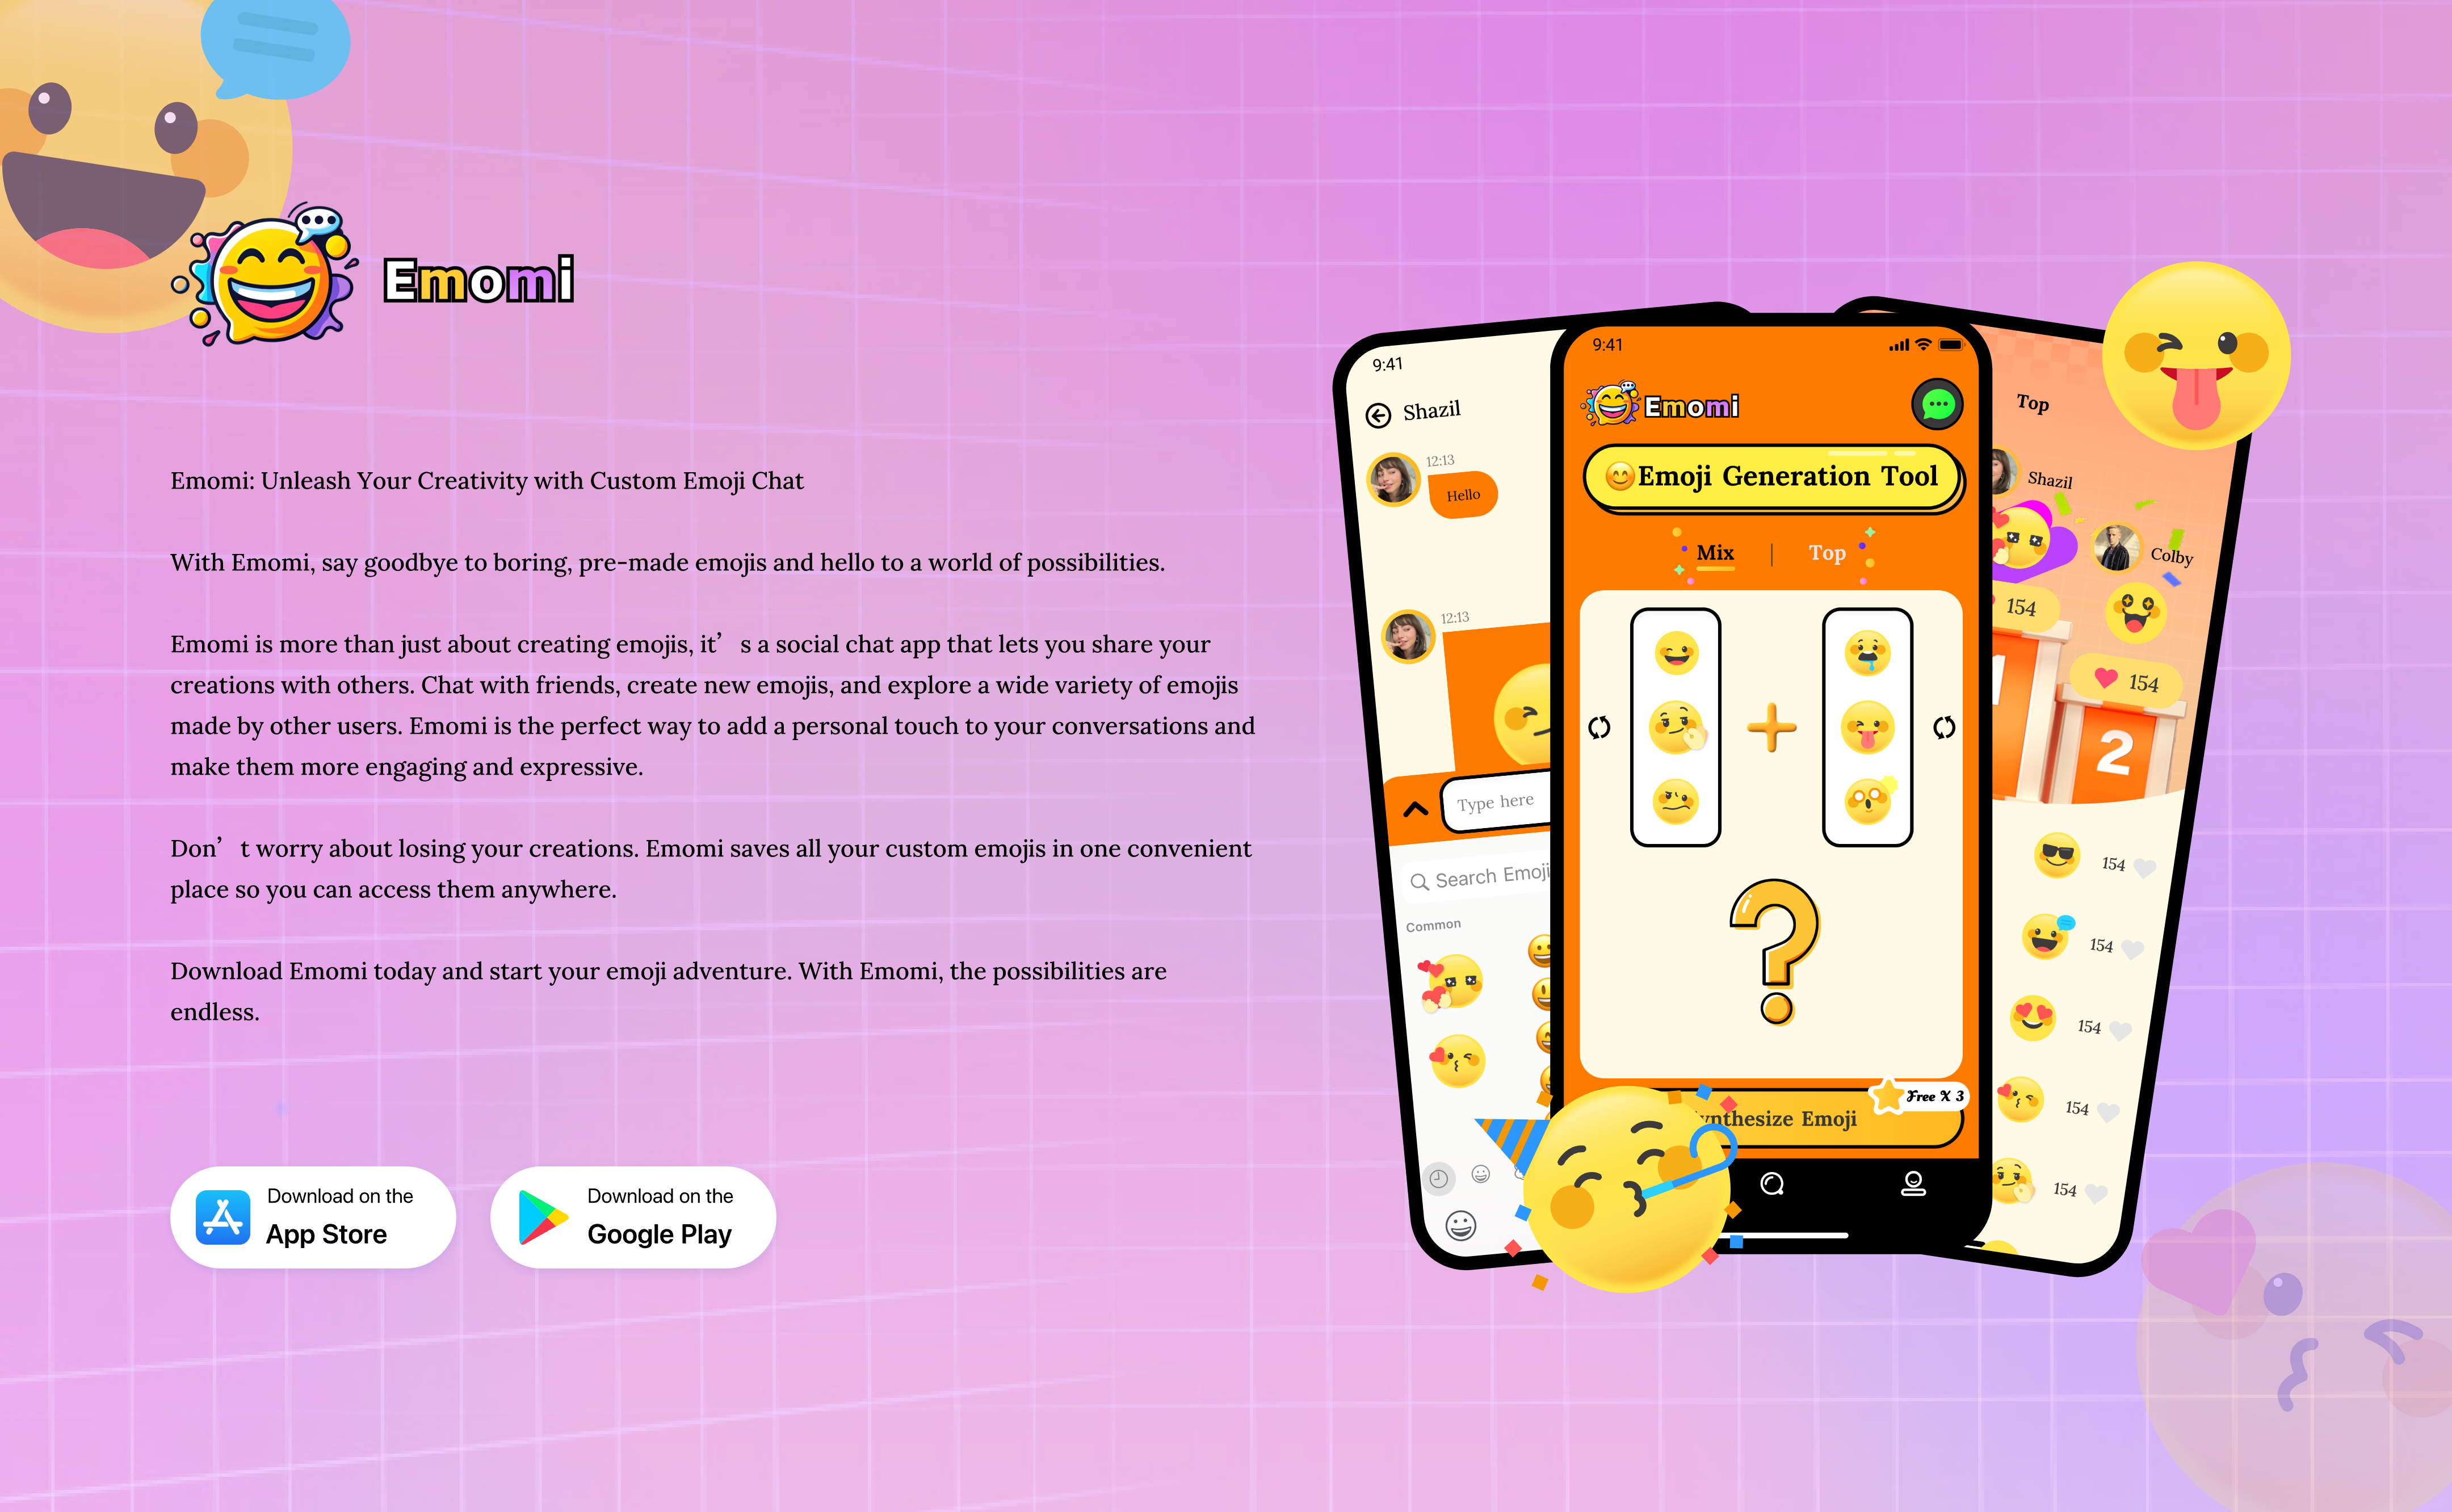 Emomi
Emomi: Unleash Your Creativity with Custom Emoji Chat
With Emomi, say goodbye to boring, pre-made emojis and hello to a world of possibilities.
Emomi is more than just about creating emojis, it’s a social chat app that lets you share your
creations with others. Chat with friends, create new emojis, and explore a wide variety of emojis
made by other users. Emomi is the perfect way to add a personal touch to your conversations and
make them more engaging and expressive.
Don’t worry about losing your creations. Emomi saves all your custom emojis in one convenient
place so you can access them anywhere.
Download Emomi today and start your emoji adventure. With Emomi, the possibilities are
endless.
Download on the
App Store
Download on the
Google Play
9:41
Shazil
12:13
Hello
12:13
Type here
Search Emoji
Common
9:41
Emomi
Emoji Generation Tool
Mix
Top
Free X 3
Emoji
Top
Shazil
Colby
154
154
1
2
154
154
154
154
154